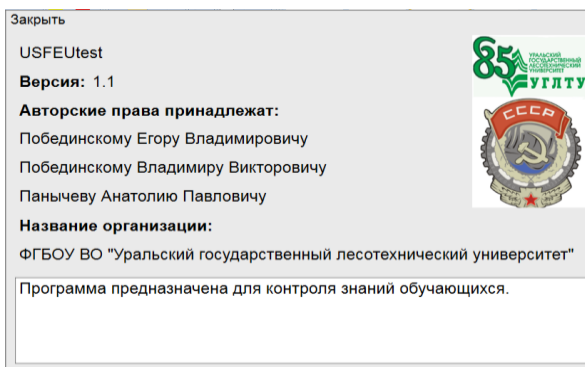 Закрыть
USFEUtest
Версия: 1.1
Авторские права принадлежат:
Побединскому Егору Владимировичу
Побединскому Владимиру Викторовичу
Панычеву Анатолию Павловичу
Название организации:
ФГБОУ ВО "Уральский государственный лесотехнический университет"
Программа предназначена для контроля знаний обучающихся.
85
УРАЛЬСКИЙ
ГОСУДАРСТВЕННЫЙ
ЛЕСОТЕХНИЧЕСКИЙ
УНИВЕРСИТЕТ
УГЛТУ
СССР